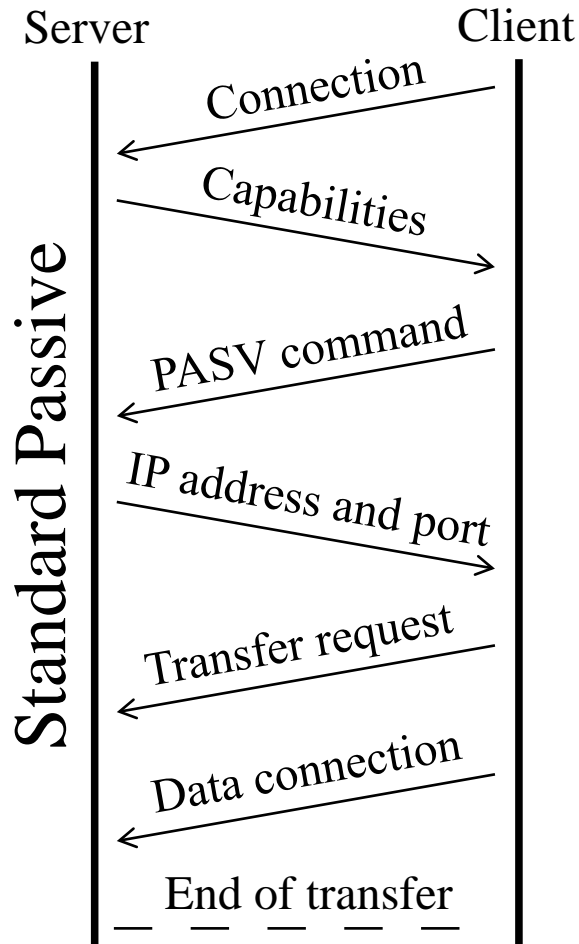 Server
Client
Connection
Capabilities
PASV command
IP address and port
Transfer request
Data connection
End of transfer
Standard Passive